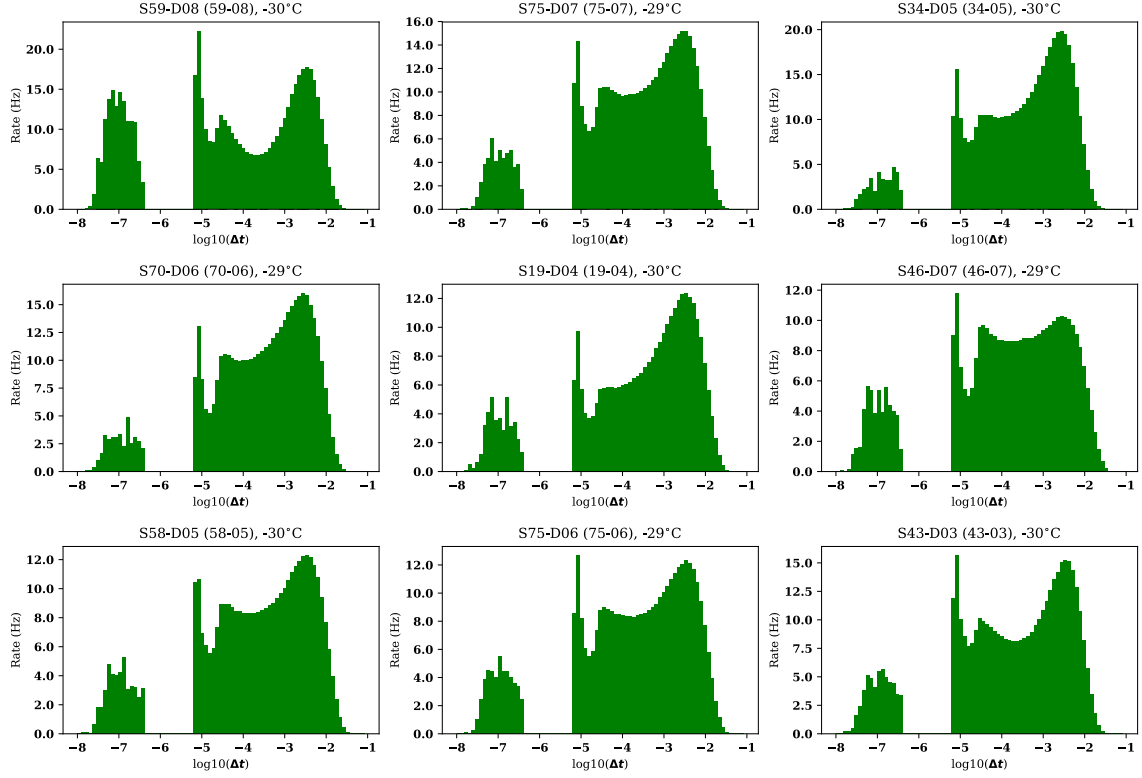 S59-D08 (59-08), -30°C
S75-D07 (75-07), -29°C
S34-D05 (34-05), -30°C
Rate (Hz)
20.0
15.0
10.0
5.0
0.0
−8 −7 −6 −5 −4 −3 −2 −1
log10(Δt)
Rate (Hz)
16.0
14.0
12.0
10.0
8.0
6.0
4.0
2.0
0.0
−8 −7 −6 −5 −4 −3 −2 −1
log10(Δt)
Rate (Hz)
20.0
15.0
10.0
5.0
0.0
−8 −7 −6 −5 −4 −3 −2 −1
log10(Δt)
S70-D06 (70-06), -29°C
S19-D04 (19-04), -30°C
S46-D07 (46-07), -29°C
Rate (Hz)
15.0
12.5
10.0
7.5
5.0
2.5
0.0
−8 −7 −6 −5 −4 −3 −2 −1
log10(Δt)
Rate (Hz)
12.0
10.0
8.0
6.0
4.0
2.0
0.0
−8 −7 −6 −5 −4 −3 −2 −1
log10(Δt)
Rate (Hz)
12.0
10.0
8.0
6.0
4.0
2.0
0.0
−8 −7 −6 −5 −4 −3 −2 −1
log10(Δt)
S58-D05 (58-05), -30°C
S75-D06 (75-06), -29°C
S43-D03 (43-03), -30°C
Rate (Hz)
12.0
10.0
8.0
6.0
4.0
2.0
0.0
−8 −7 −6 −5 −4 −3 −2 −1
log10(Δt)
Rate (Hz)
12.0
10.0
8.0
6.0
4.0
2.0
0.0
−8 −7 −6 −5 −4 −3 −2 −1
log10(Δt)
Rate (Hz)
15.0
12.5
10.0
7.5
5.0
2.5
0.0
−8 −7 −6 −5 −4 −3 −2 −1
log10(Δt)